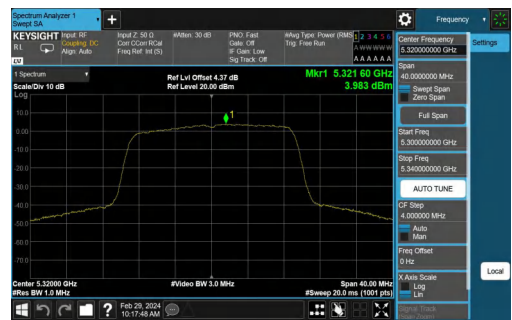 Spectrum Analyzer 1
Swept SA
+
Frequency
KEYSIGHT
RL
LXI
Input: RF
Coupling: DC
Align: Auto
Input Z: 50 Ω
Corr CCorr RCal
Freq Ref: Int (S)
#Atten: 30 dB
PNO: Fast
Gate: Off
IF Gain: Low
Sig Track: Off
#Avg Type: Power (RMS)
Trig: Free Run
1 2 3 4 5 6
A W W W W W
A A A A A A
1 Spectrum
Scale/Div 10 dB
Ref Lvl Offset 4.37 dB
Ref Level 20.00 dBm
Mkr1 5.321 60 GHz
3.983 dBm
Log
10.0
0.00
-10.0
-20.0
-30.0
-40.0
-50.0
-60.0
-70.0
1
Center 5.32000 GHz
#Res BW 1.0 MHz
#Video BW 3.0 MHz
Span 40.00 MHz
#Sweep 20.0 ms (1001 pts)
Center Frequency
5.320000000 GHz
Span
40.0000000 MHz
Swept Span
Zero Span
Full Span
Start Freq
5.300000000 GHz
Stop Freq
5.340000000 GHz
AUTO TUNE
CF Step
4.000000 MHz
Auto
Man
Freq Offset
0 Hz
X Axis Scale
Log
Lin
Signal Track
Settings
Local
?
Feb 29, 2024
10:17:48 AM